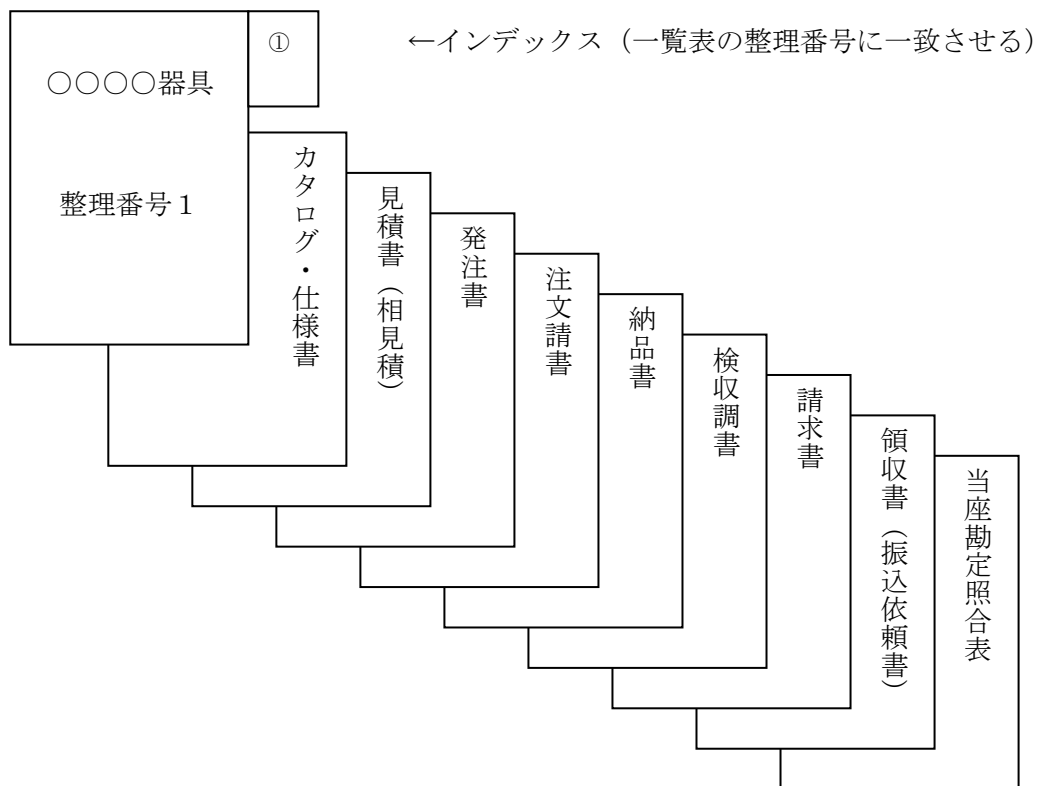 ①
←インデックス（一覧表の整理番号に一致させる）
○○○○器具
整理番号１
カタログ・仕様書
見積書（相見積）
発注書
注文請書
納品書
検収調書
請求書
領収書（振込依頼書）
当座勘定照合表